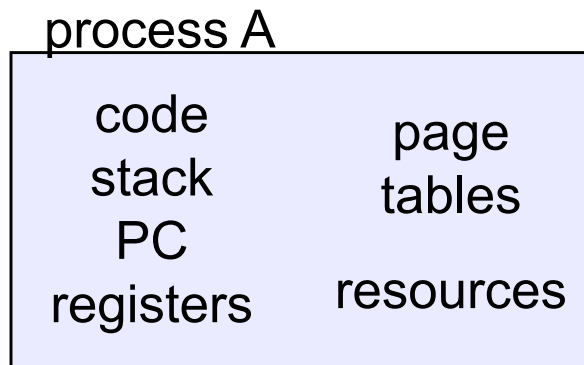 process A
code
stack
PC
registers
page
tables
resources